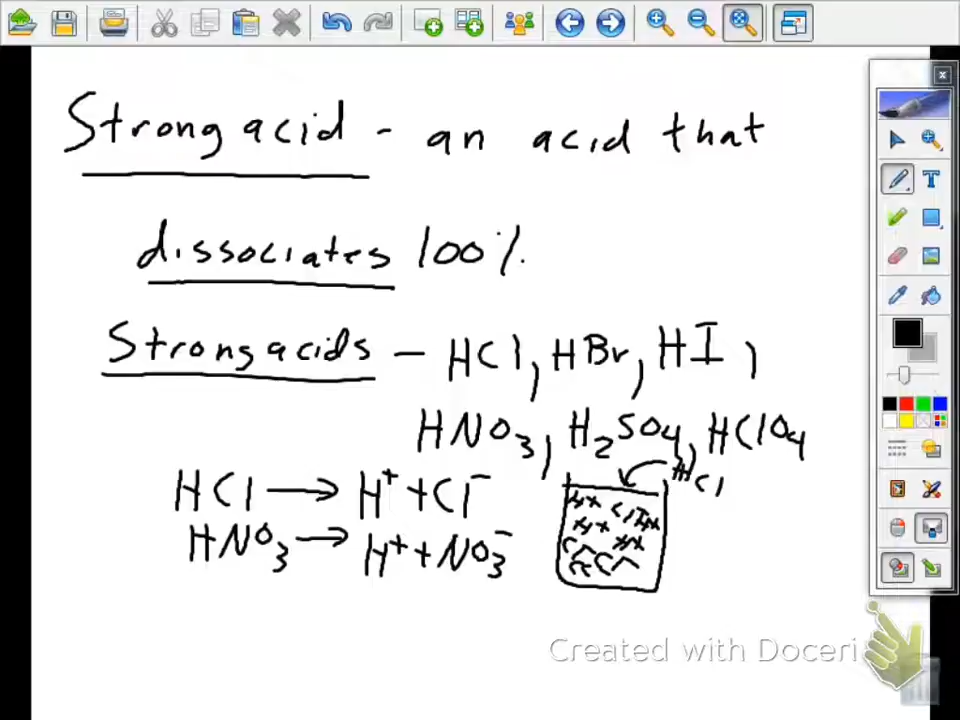 Strong acid - an acid that
dissociates 100%
Strong acids - HCl, HBr, HI,
HNO3, H2SO4, HClO4
HCl → H+ + Cl-
HCl
HNO3 → H+ + NO3-
Created with Doceri